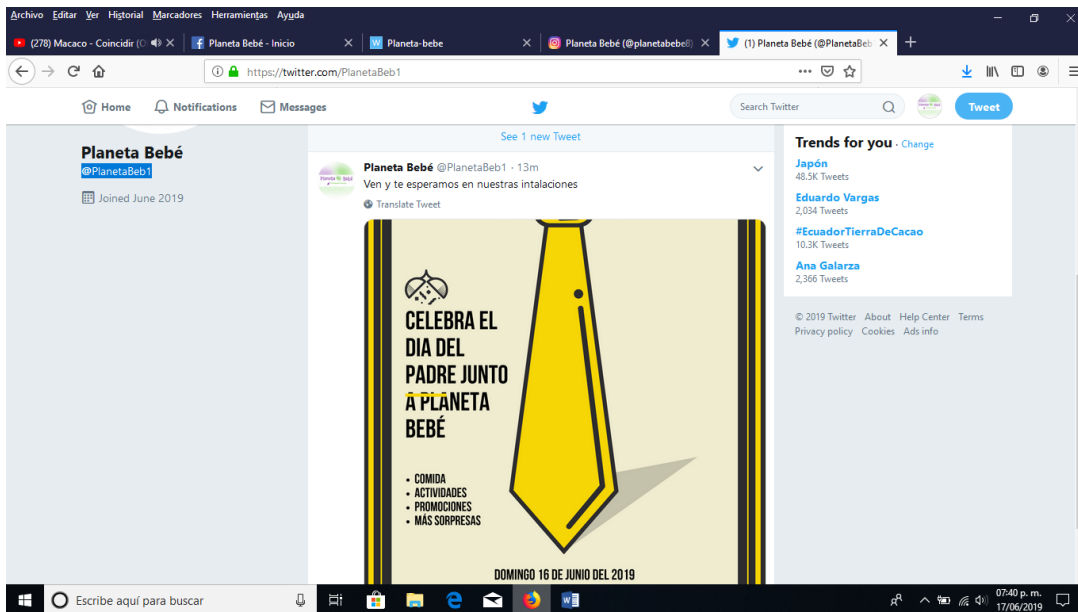 Archivo Editar Ver Historial Marcadores Herramientas Ayuda
(278) Macaco - Coincidir (O
Planeta Bebé - Inicio
Planeta-bebe
Planeta Bebé (@planetabebe8)
(1) Planeta Bebé (@PlanetaBeb
https://twitter.com/PlanetaBeb1
Home
Notifications
Messages
Search Twitter
Tweet
Planeta Bebé
@PlanetaBeb1
Joined June 2019
See 1 new Tweet
Planeta Bebé @PlanetaBeb1 · 13m
Ven y te esperamos en nuestras intalaciones
Translate Tweet
CELEBRA EL
DIA DEL
PADRE JUNTO
A PLANETA
BEBÉ
• COMIDA
• ACTIVIDADES
• PROMOCIONES
• MÁS SORPRESAS
DOMINGO 16 DE JUNIO DEL 2019
Trends for you · Change
Japón
48.5K Tweets
Eduardo Vargas
2,034 Tweets
#EcuadorTierraDeCacao
10.3K Tweets
Ana Galarza
2,366 Tweets
© 2019 Twitter About Help Center Terms
Privacy policy Cookies Ads info
Escribe aquí para buscar
07:40 p. m.
17/06/2019